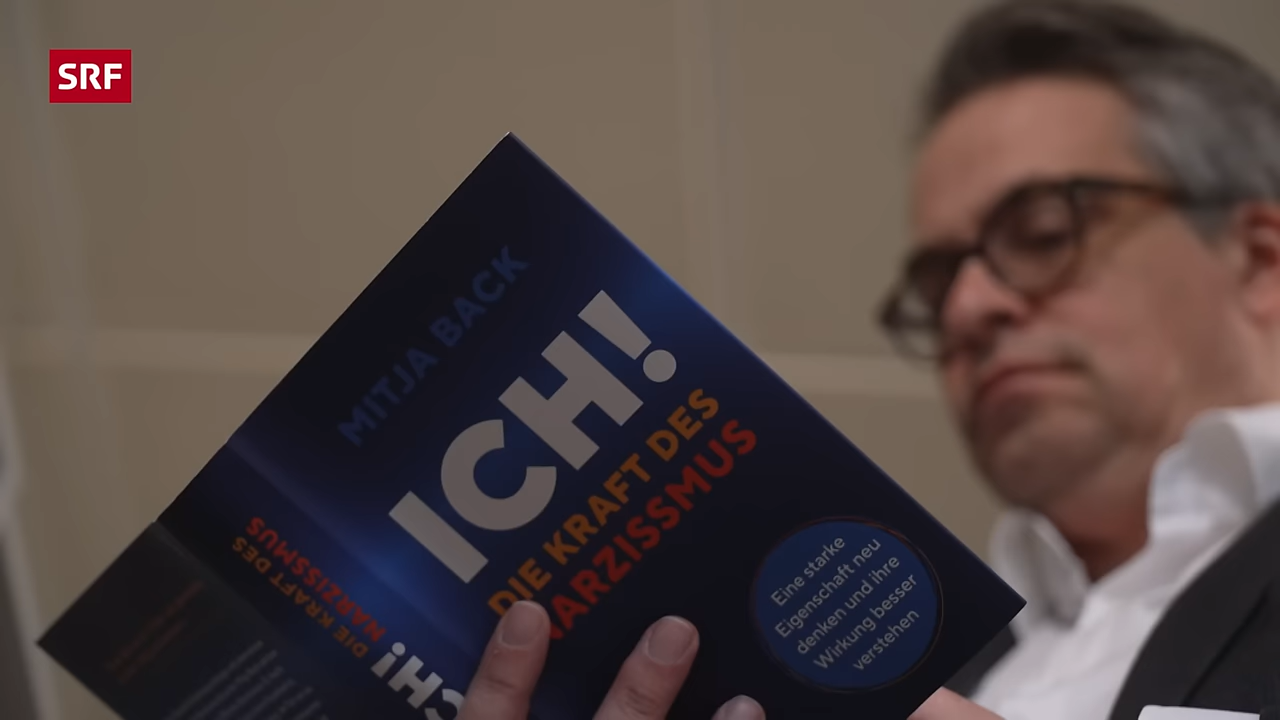 SRF
MITJA BACK
ICH!
DIE KRAFT DES
NARZISSMUS
Eine starke
Eigenschaft neu
denken und ihre
Wirkung besser
verstehen
ICH!
DIE KRAFT DES
NARZISSMUS